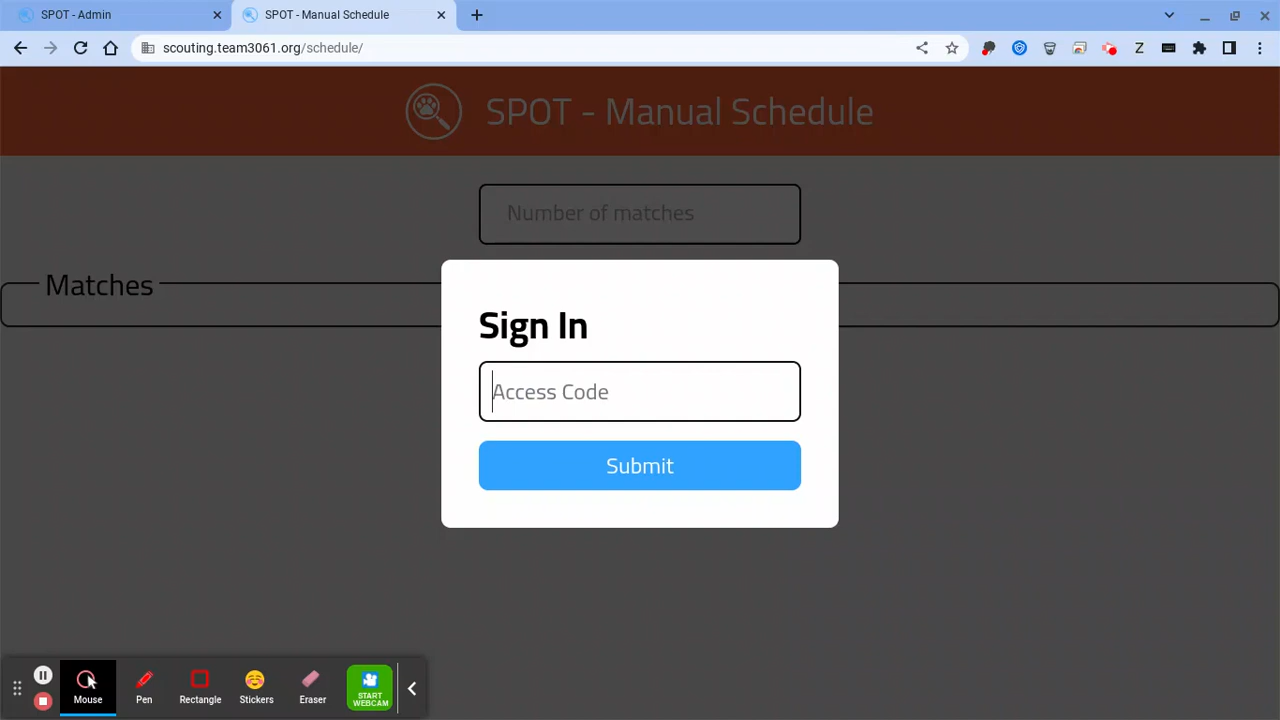 SPOT - Admin
SPOT - Manual Schedule
scouting.team3061.org/schedule/
Z
SPOT - Manual Schedule
Number of matches
Matches
Sign In
Access Code
Submit
Mouse
Pen
Rectangle
Stickers
Eraser
START
WEBCAM